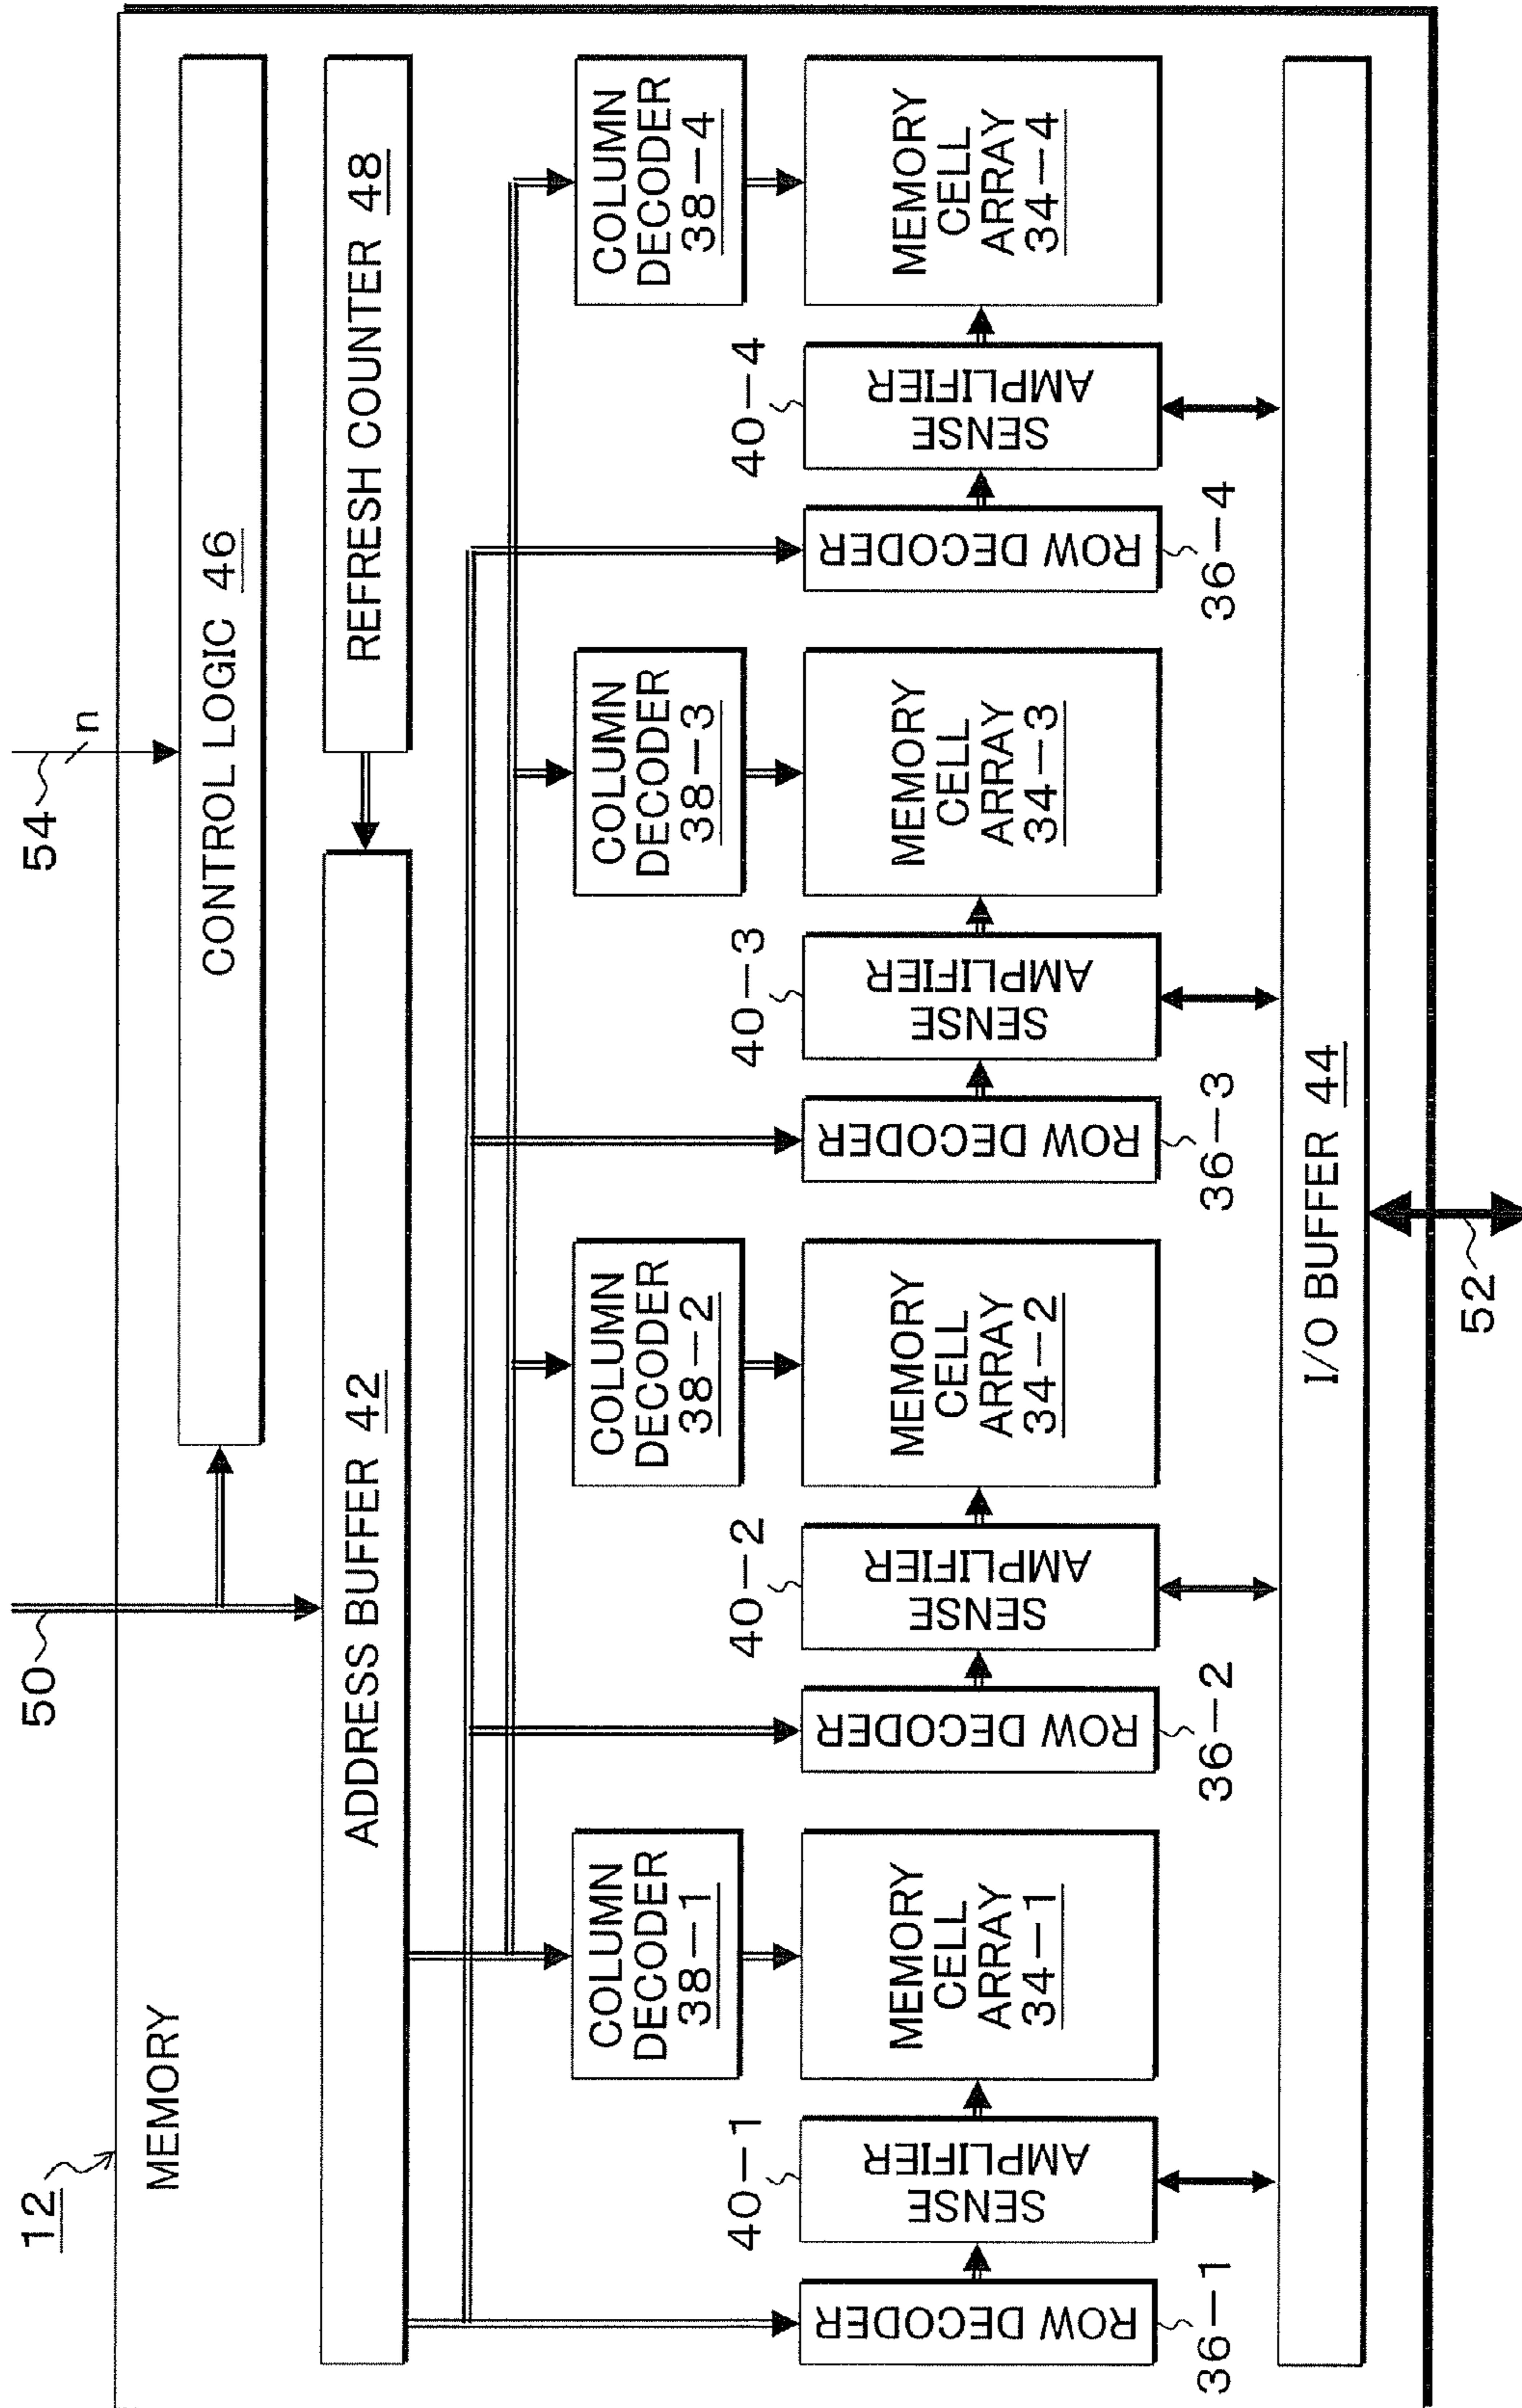 12
MEMORY
50
54
n
CONTROL LOGIC 46
ADDRESS BUFFER 42
REFRESH COUNTER 48
COLUMN
DECODER
38-1
COLUMN
DECODER
38-2
COLUMN
DECODER
38-3
COLUMN
DECODER
38-4
ROW DECODER
36-1
40-1
SENSE
AMPLIFIER
MEMORY
CELL
ARRAY
34-1
ROW DECODER
36-2
40-2
SENSE
AMPLIFIER
MEMORY
CELL
ARRAY
34-2
ROW DECODER
36-3
40-3
SENSE
AMPLIFIER
MEMORY
CELL
ARRAY
34-3
ROW DECODER
36-4
40-4
SENSE
AMPLIFIER
MEMORY
CELL
ARRAY
34-4
I/O BUFFER 44
52